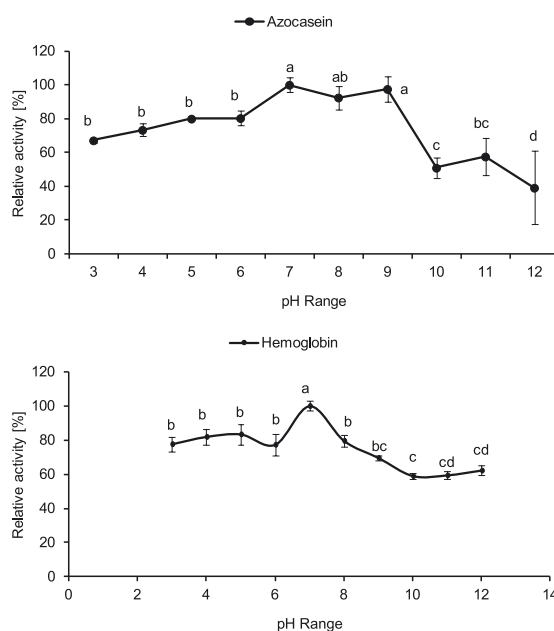 Azocasein
Relative activity [%]
120
100
80
60
40
20
0
b b b b a ab a c bc d
3 4 5 6 7 8 9 10 11 12
pH Range
Hemoglobin
Relative activity [%]
120
100
80
60
40
20
0
b b b b a b bc c cd cd
0 2 4 6 8 10 12 14
pH Range